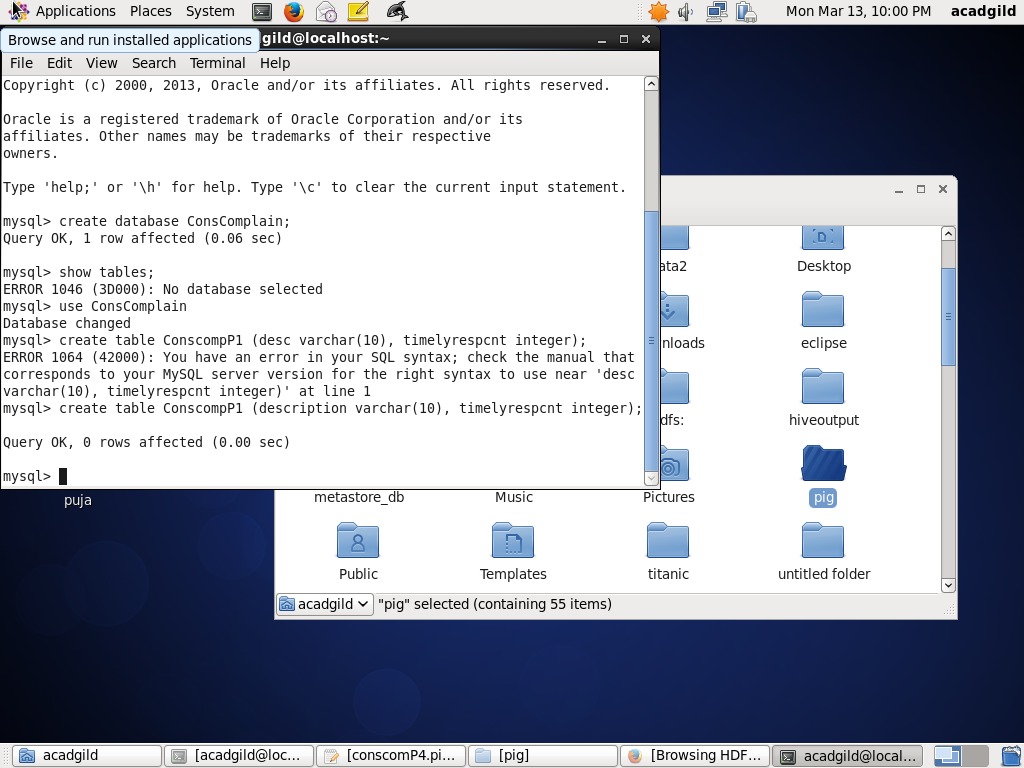 Applications Places System Mon Mar 13, 10:00 PM acadgild
Browse and run installed applications
gild@localhost:~
File Edit View Search Terminal Help
Copyright (c) 2000, 2013, Oracle and/or its affiliates. All rights reserved.
Oracle is a registered trademark of Oracle Corporation and/or its
affiliates. Other names may be trademarks of their respective
owners.
Type 'help;' or '\h' for help. Type '\c' to clear the current input statement.
mysql> create database ConsComplain;
Query OK, 1 row affected (0.06 sec)
mysql> show tables;
ERROR 1046 (3D000): No database selected
mysql> use ConsComplain
Database changed
mysql> create table ConscompP1 (desc varchar(10), timelyrespcnt integer);
ERROR 1064 (42000): You have an error in your SQL syntax; check the manual that
corresponds to your MySQL server version for the right syntax to use near 'desc
varchar(10), timelyrespcnt integer)' at line 1
mysql> create table ConscompP1 (description varchar(10), timelyrespcnt integer);
Query OK, 0 rows affected (0.00 sec)
mysql>
ata2 Desktop
nloads eclipse
dfs: hiveoutput
metastore_db Music Pictures pig
Public Templates titanic untitled folder
acadgild "pig" selected (containing 55 items)
puja
acadgild [acadgild@loc... [conscomP4.pi... [pig] [Browsing HDF... acadgild@local...